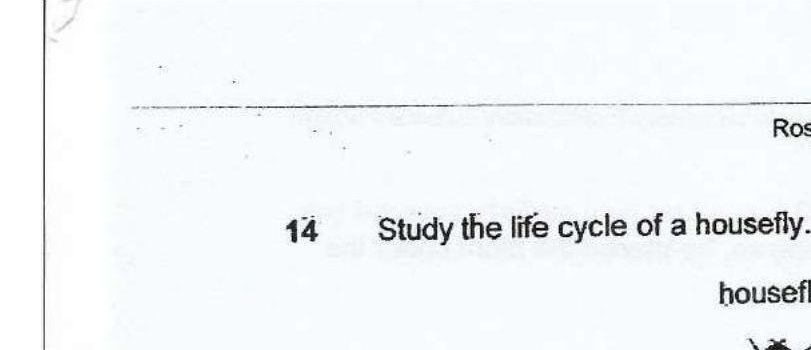 Ros
14 Study the life cycle of a housefly.
housefl